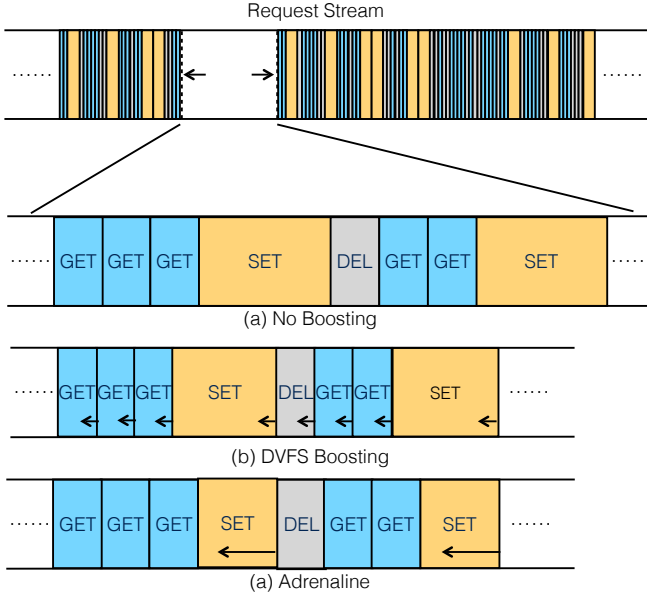 Request Stream
...... ......
...... GET GET GET SET DEL GET GET SET ......
(a) No Boosting
...... GET GET GET SET DEL GET GET SET ......
(b) DVFS Boosting
...... GET GET GET SET DEL GET GET SET ......
(a) Adrenaline